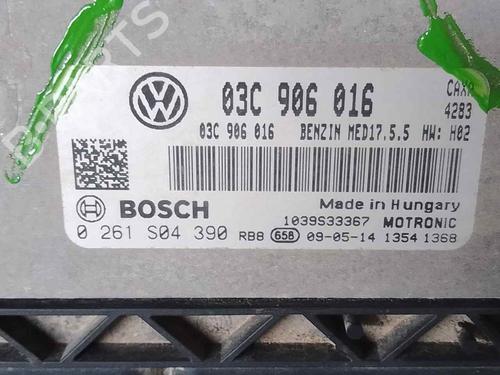 03C 906 016
CAXA
4283
03C 906 016 BENZIN MED17.5.5 HW: H02
BOSCH
Made in Hungary
1039S33367 MOTRONIC
0 261 S04 390 RB8 658 09-05-14 1354 1368